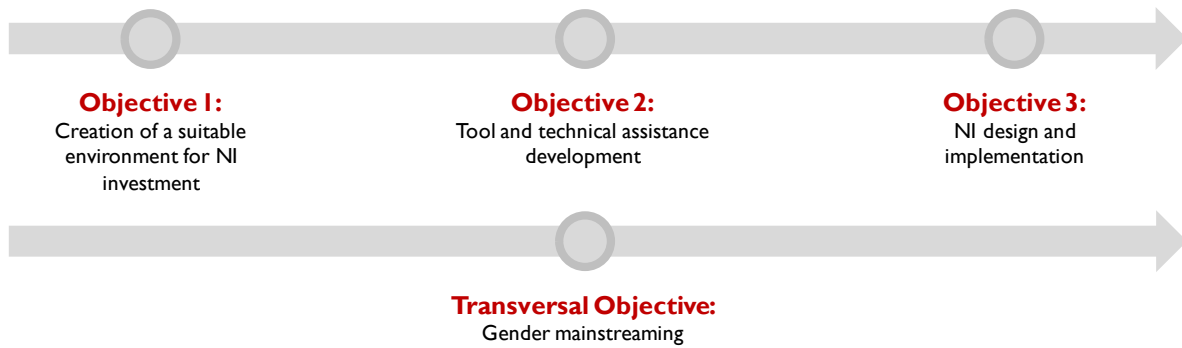 Objective 1:
Creation of a suitable
environment for NI
investment
Objective 2:
Tool and technical assistance
development
Objective 3:
NI design and
implementation
Transversal Objective:
Gender mainstreaming